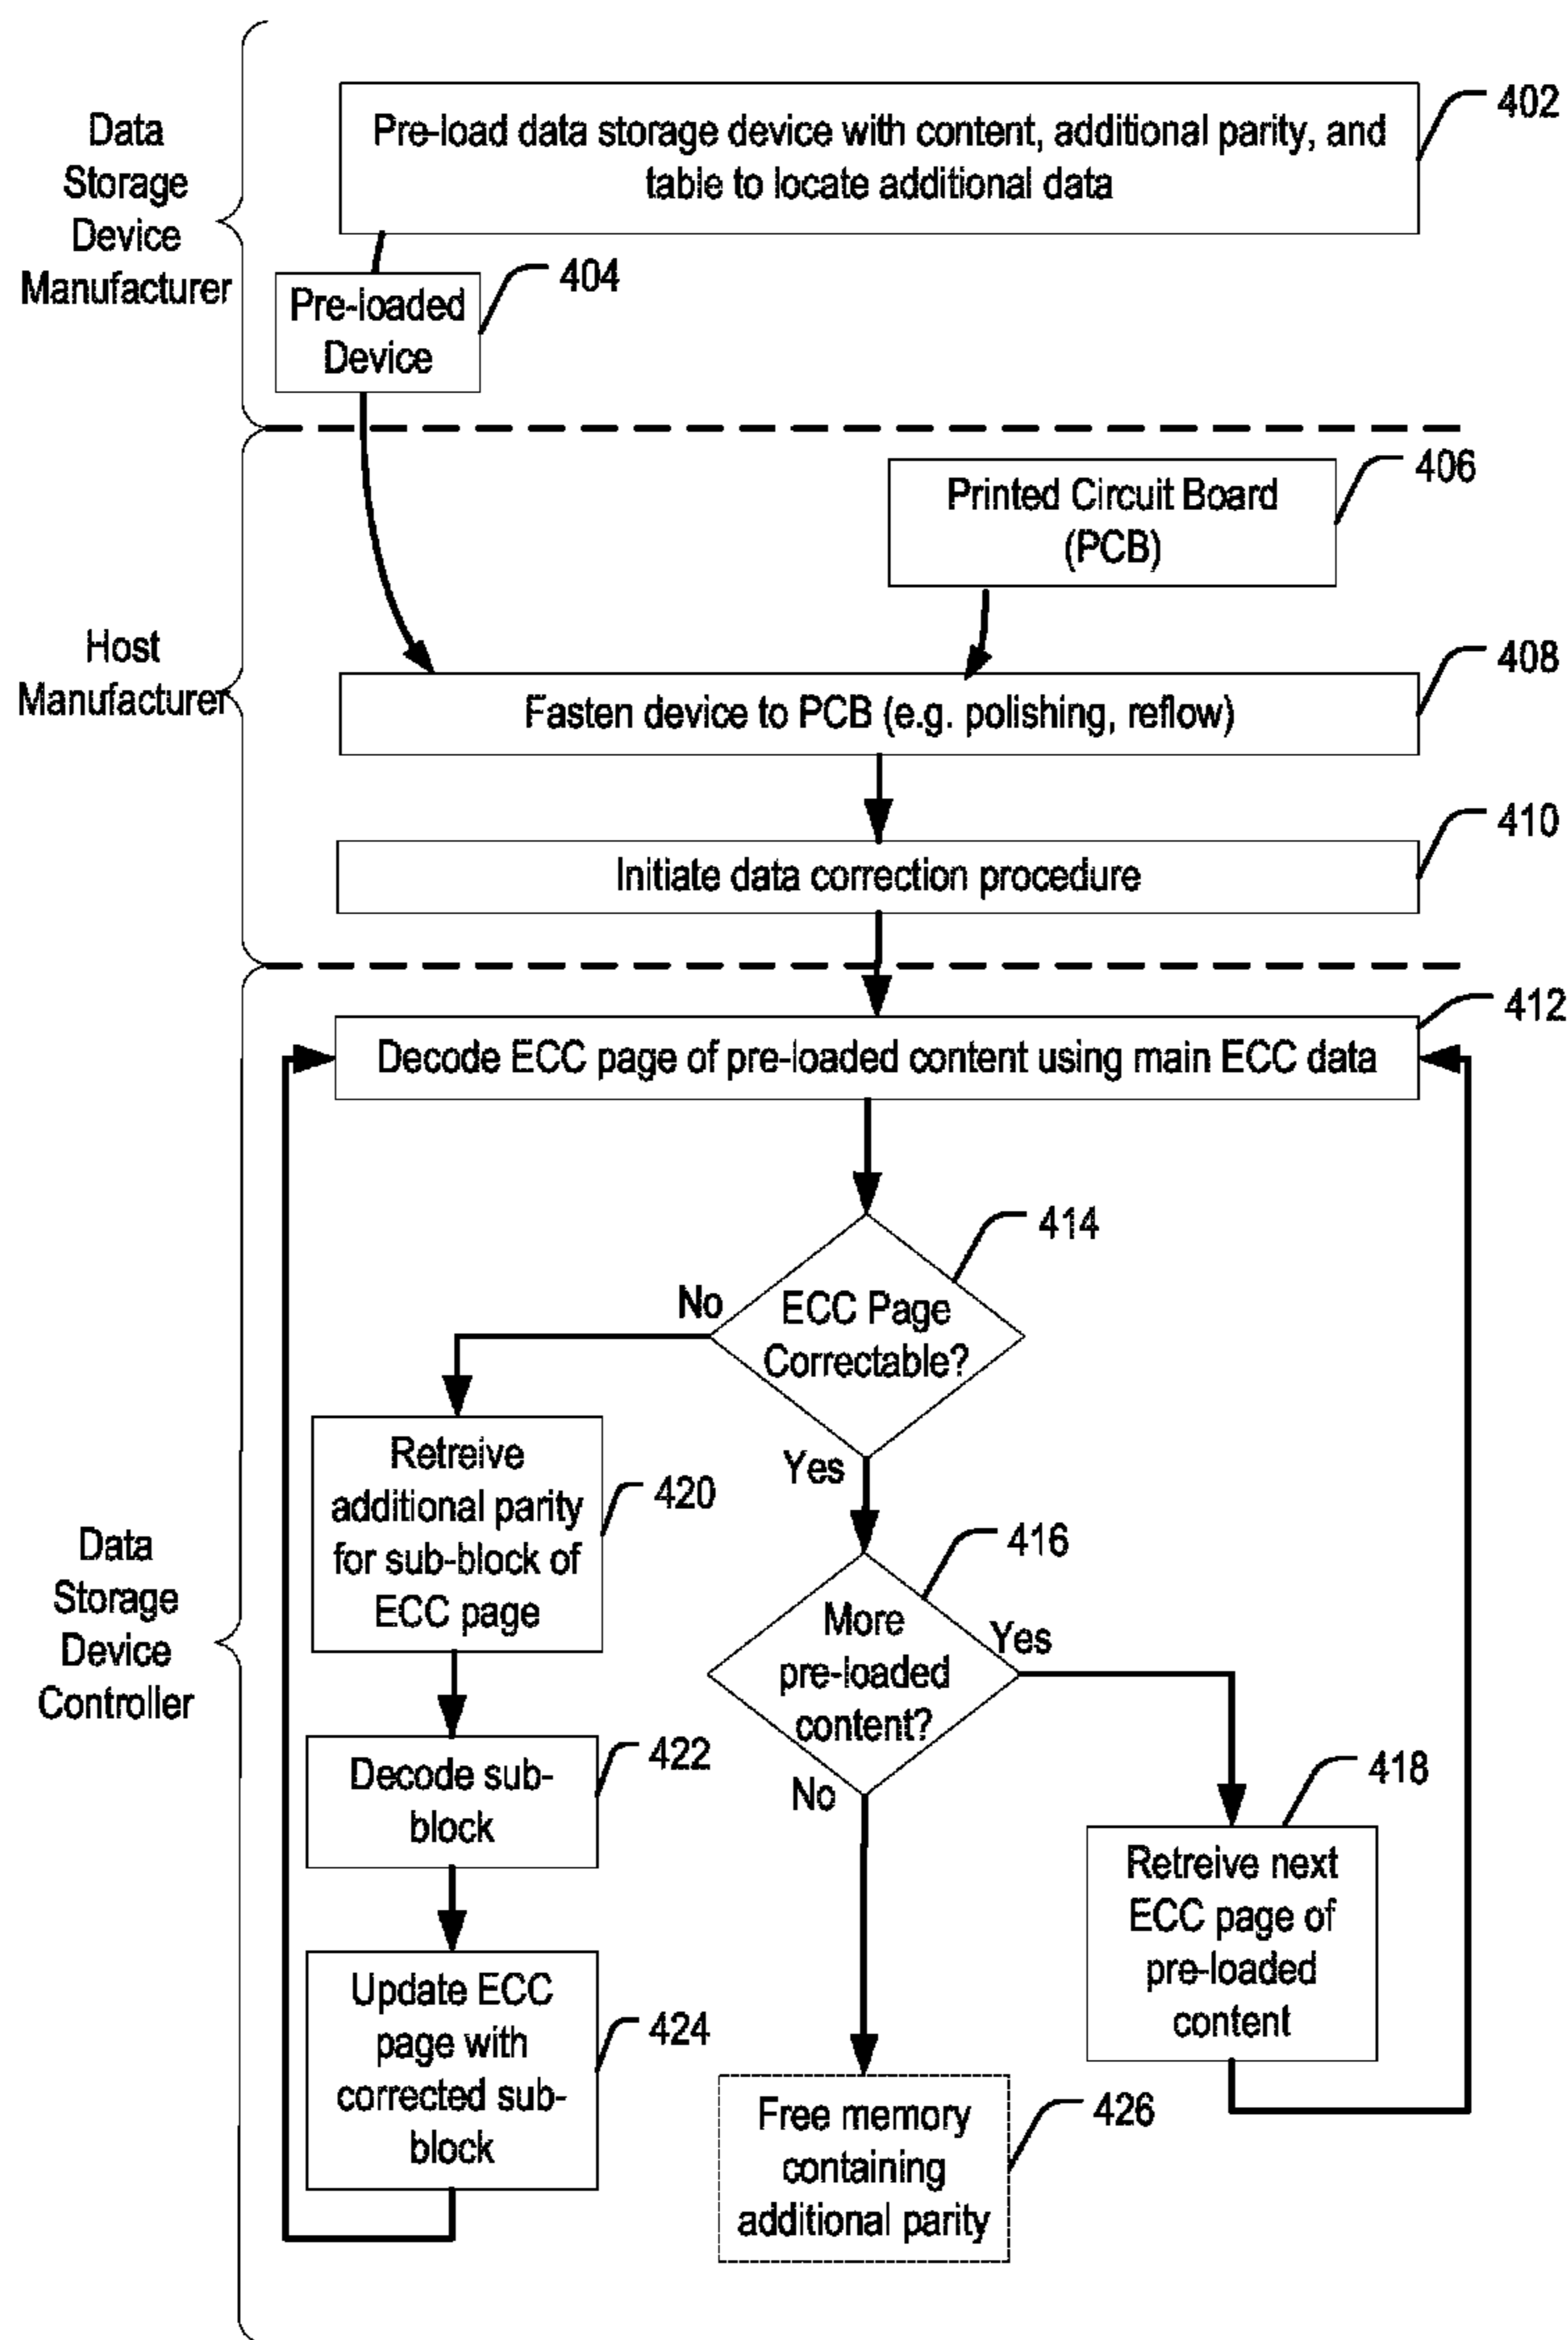 Data
Storage
Device
Manufacturer
Pre-load data storage device with content, additional parity, and
table to locate additional data
402
Pre-loaded
Device
404
Host
Manufacturer
Printed Circuit Board
(PCB)
406
Fasten device to PCB (e.g. polishing, reflow)
408
Initiate data correction procedure
410
Data
Storage
Device
Controller
Decode ECC page of pre-loaded content using main ECC data
412
ECC Page
Correctable?
414
No
Yes
Retreive
additional parity
for sub-block of
ECC page
420
Decode sub-
block
422
Update ECC
page with
corrected sub-
block
424
More
pre-loaded
content?
416
Yes
No
Retreive next
ECC page of
pre-loaded
content
418
Free memory
containing
additional parity
426